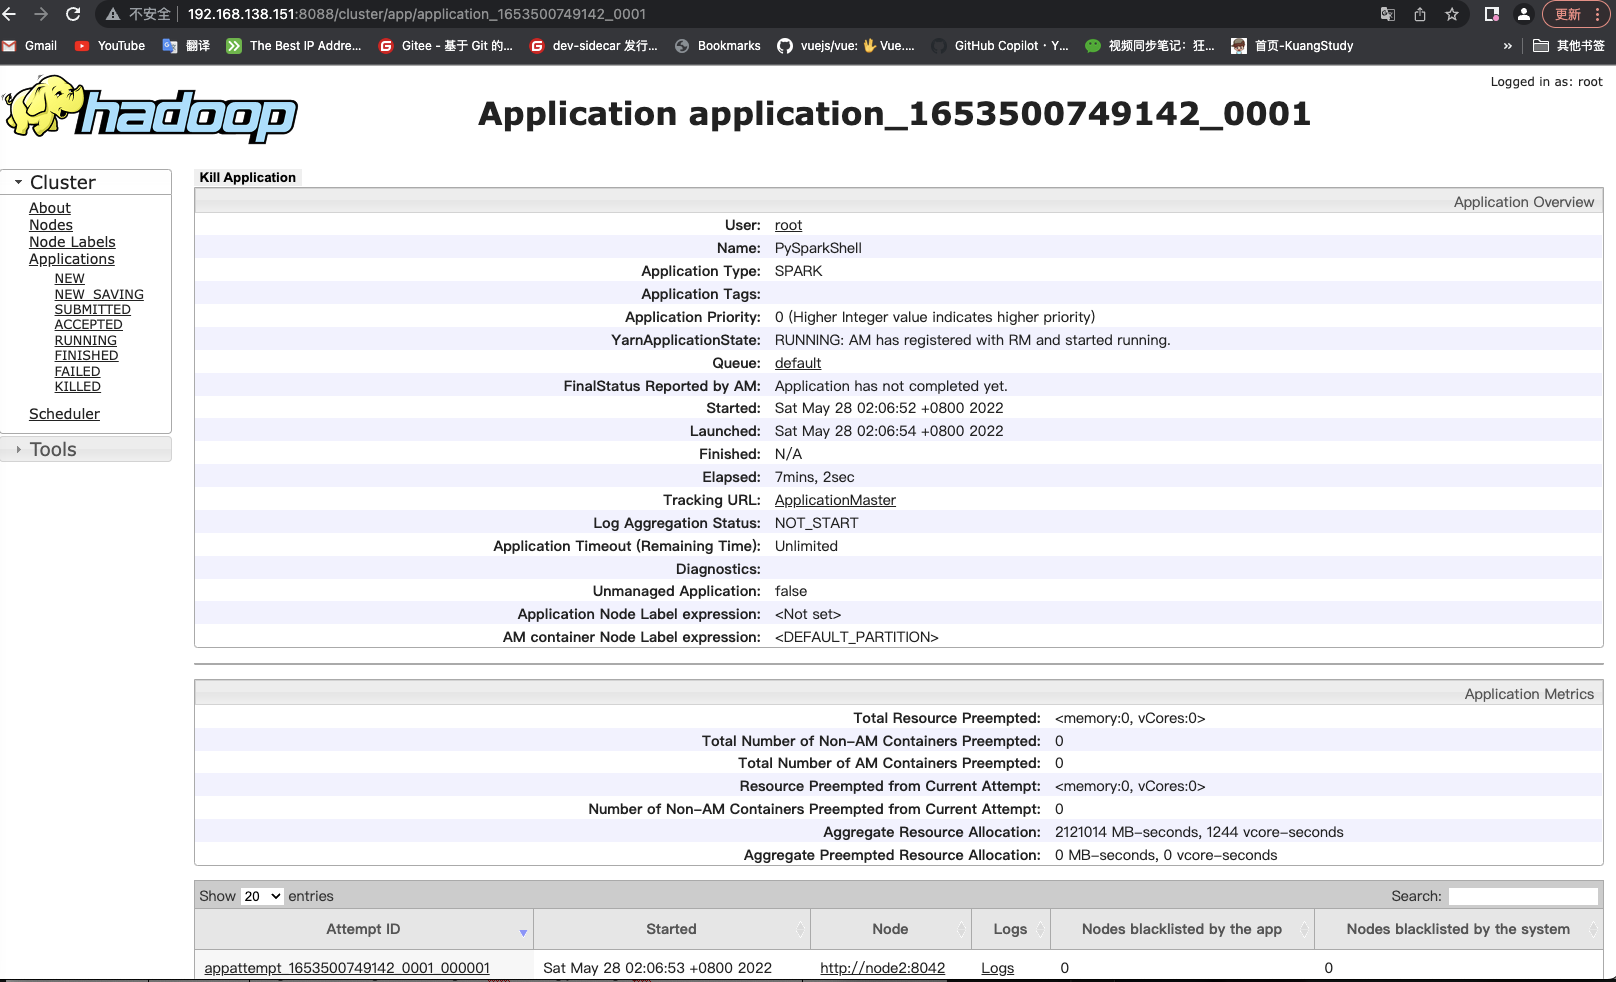 不安全 192.168.138.151:8088/cluster/app/application_1653500749142_0001 更新
Gmail YouTube 翻译 The Best IP Addre... Gitee - 基于 Git 的... dev-sidecar 发行... Bookmarks vuejs/vue: 🖖 Vue.... GitHub Copilot · Y... 视频同步笔记：狂... 首页-KuangStudy » 其他书签
Logged in as: root
hadoop
Application application_1653500749142_0001
Cluster
About
Nodes
Node Labels
Applications
NEW
NEW_SAVING
SUBMITTED
ACCEPTED
RUNNING
FINISHED
FAILED
KILLED
Scheduler
Tools
Kill Application
Application Overview
User: root
Name: PySparkShell
Application Type: SPARK
Application Tags:
Application Priority: 0 (Higher Integer value indicates higher priority)
YarnApplicationState: RUNNING: AM has registered with RM and started running.
Queue: default
FinalStatus Reported by AM: Application has not completed yet.
Started: Sat May 28 02:06:52 +0800 2022
Launched: Sat May 28 02:06:54 +0800 2022
Finished: N/A
Elapsed: 7mins, 2sec
Tracking URL: ApplicationMaster
Log Aggregation Status: NOT_START
Application Timeout (Remaining Time): Unlimited
Diagnostics:
Unmanaged Application: false
Application Node Label expression: <Not set>
AM container Node Label expression: <DEFAULT_PARTITION>
Application Metrics
Total Resource Preempted: <memory:0, vCores:0>
Total Number of Non-AM Containers Preempted: 0
Total Number of AM Containers Preempted: 0
Resource Preempted from Current Attempt: <memory:0, vCores:0>
Number of Non-AM Containers Preempted from Current Attempt: 0
Aggregate Resource Allocation: 2121014 MB-seconds, 1244 vcore-seconds
Aggregate Preempted Resource Allocation: 0 MB-seconds, 0 vcore-seconds
Show 20 entries Search:
Attempt ID Started Node Logs Nodes blacklisted by the app Nodes blacklisted by the system
appattempt_1653500749142_0001_000001 Sat May 28 02:06:53 +0800 2022 http://node2:8042 Logs 0 0